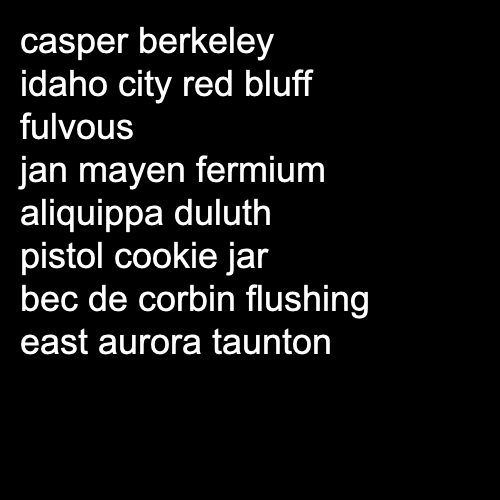 casper berkeley
idaho city red bluff
fulvous
jan mayen fermium
aliquippa duluth
pistol cookie jar
bec de corbin flushing
east aurora taunton